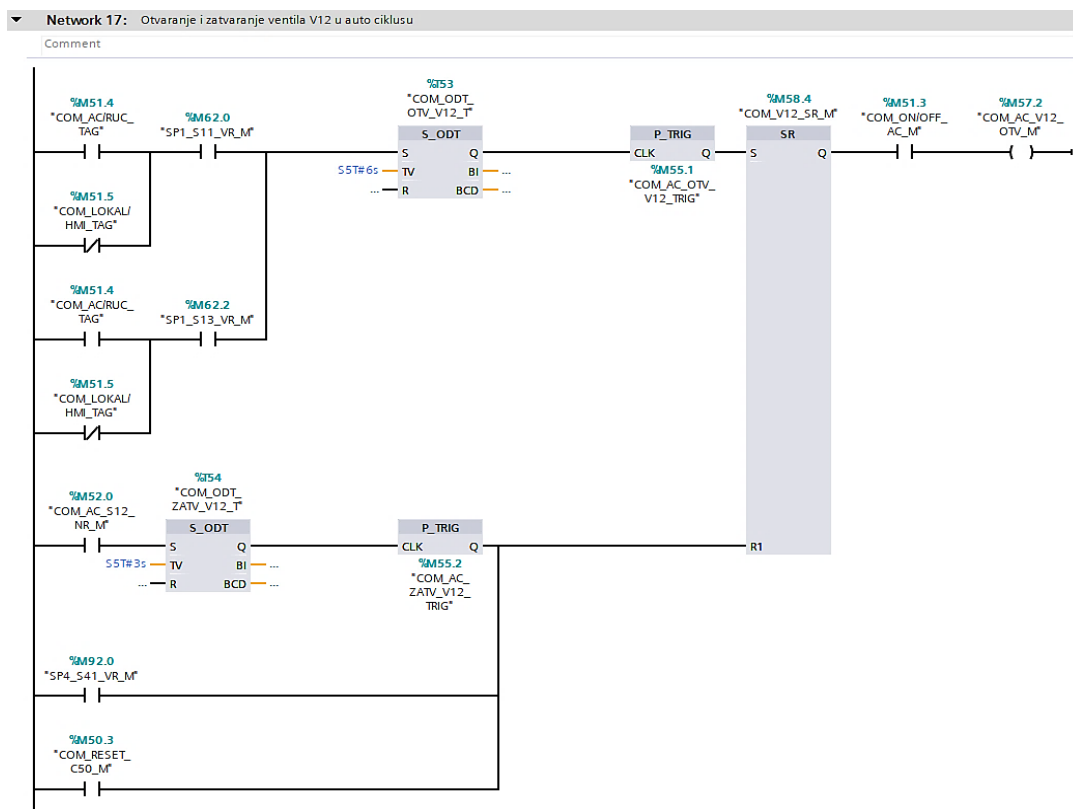 Network 17: Otvaranje i zatvaranje ventila V12 u auto ciklusu
Comment
%M51.4
"COM_AC/RUC_
TAG"
%M62.0
"SP1_S11_VR_M"
%T53
"COM_ODT_
OTV_V12_T"
S_ODT
S Q
S5T#6s TV BI ...
... R BCD ...
P_TRIG
CLK Q
%M55.1
"COM_AC_OTV_
V12_TRIG"
%M58.4
"COM_V12_SR_M"
SR
S Q
R1
%M51.3
"COM_ON/OFF_
AC_M"
%M57.2
"COM_AC_V12_
OTV_M"
%M51.5
"COM_LOKAL/
HMI_TAG"
%M51.4
"COM_AC/RUC_
TAG"
%M62.2
"SP1_S13_VR_M"
%M51.5
"COM_LOKAL/
HMI_TAG"
%M52.0
"COM_AC_S12_
NR_M"
%T54
"COM_ODT_
ZATV_V12_T"
S_ODT
S Q
S5T#3s TV BI ...
... R BCD ...
P_TRIG
CLK Q
%M55.2
"COM_AC_
ZATV_V12_
TRIG"
%M92.0
"SP4_S41_VR_M"
%M50.3
"COM_RESET_
C50_M"